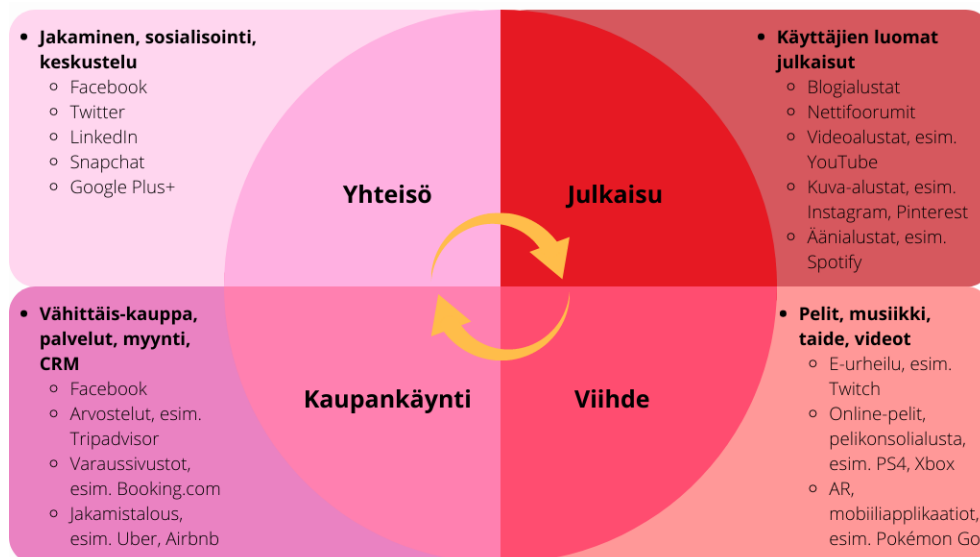 Jakaminen, sosialisointi,
keskustelu
Facebook
Twitter
LinkedIn
Snapchat
Google Plus+
Yhteisö
Julkaisu
Käyttäjien luomat
julkaisut
Blogialustat
Nettifoorumit
Videoalustat, esim.
YouTube
Kuva-alustat, esim.
Instagram, Pinterest
Äänialustat, esim.
Spotify
Vähittäis-kauppa,
palvelut, myynti,
CRM
Facebook
Arvostelut, esim.
Tripadvisor
Varaussivustot,
esim. Booking.com
Jakamistalous,
esim. Uber, Airbnb
Kaupankäynti
Viihde
Pelit, musiikki,
taide, videot
E-urheilu, esim.
Twitch
Online-pelit,
pelikonsolialusta,
esim. PS4, Xbox
AR,
mobiiliapplikaatiot,
esim. Pokémon Go